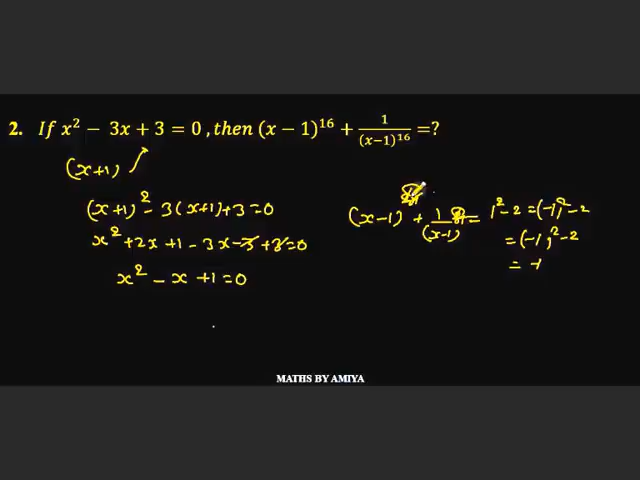 2. If x² − 3x + 3 = 0 , then (x − 1)¹⁶ + 1/(x−1)¹⁶ =?
(x+1)
(x+1)² - 3(x+1)+3=0
x² +2x +1 - 3x -3 +3 =0
x² - x +1 =0
(x-1) + 1/(x-1) = 1² - 2 = (-1)² - 2
= (-1)² - 2
= -1
MATHS BY AMIYA